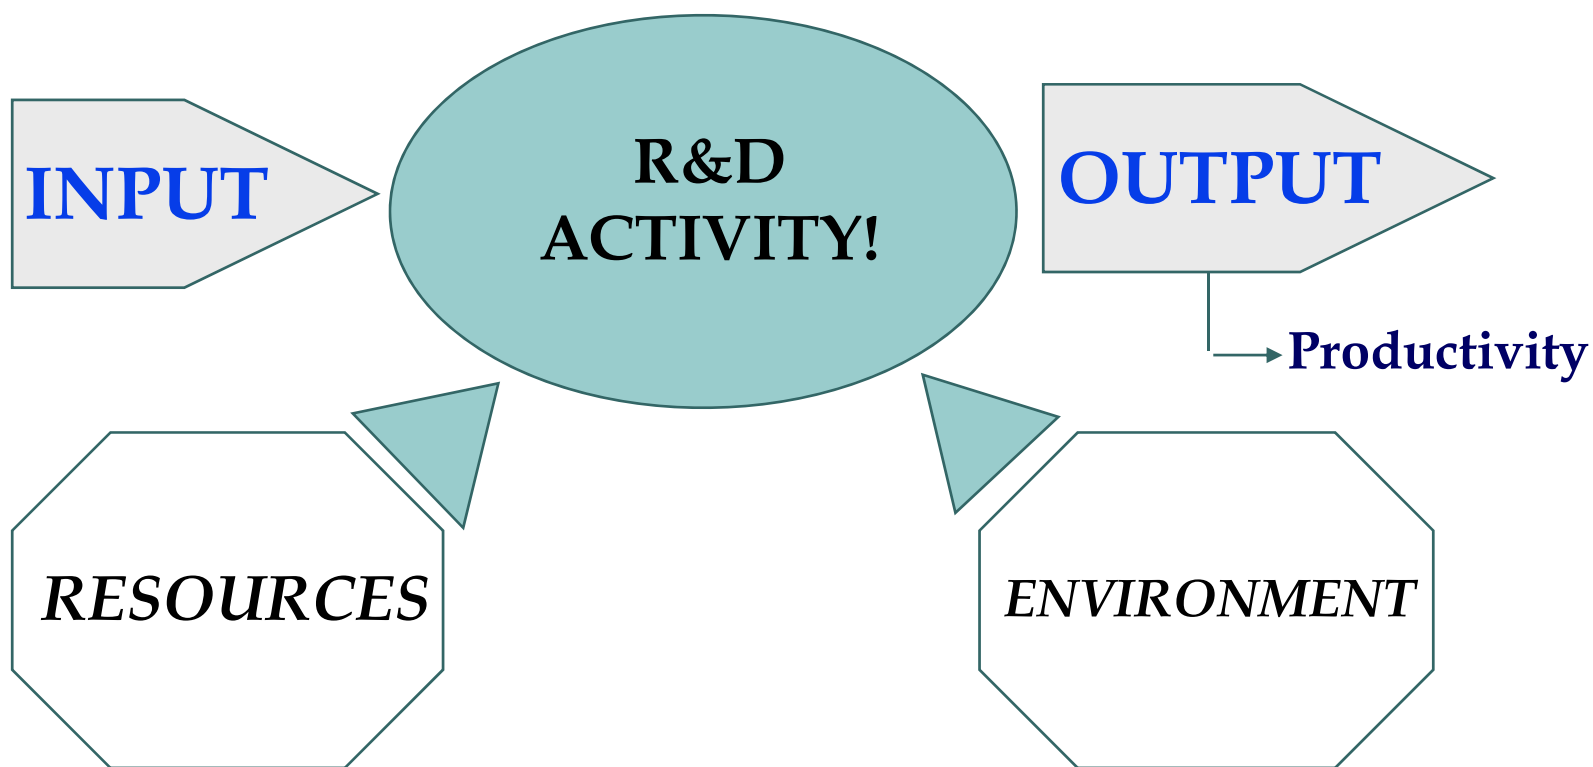 INPUT
R&D
ACTIVITY!
OUTPUT
Productivity
RESOURCES
ENVIRONMENT